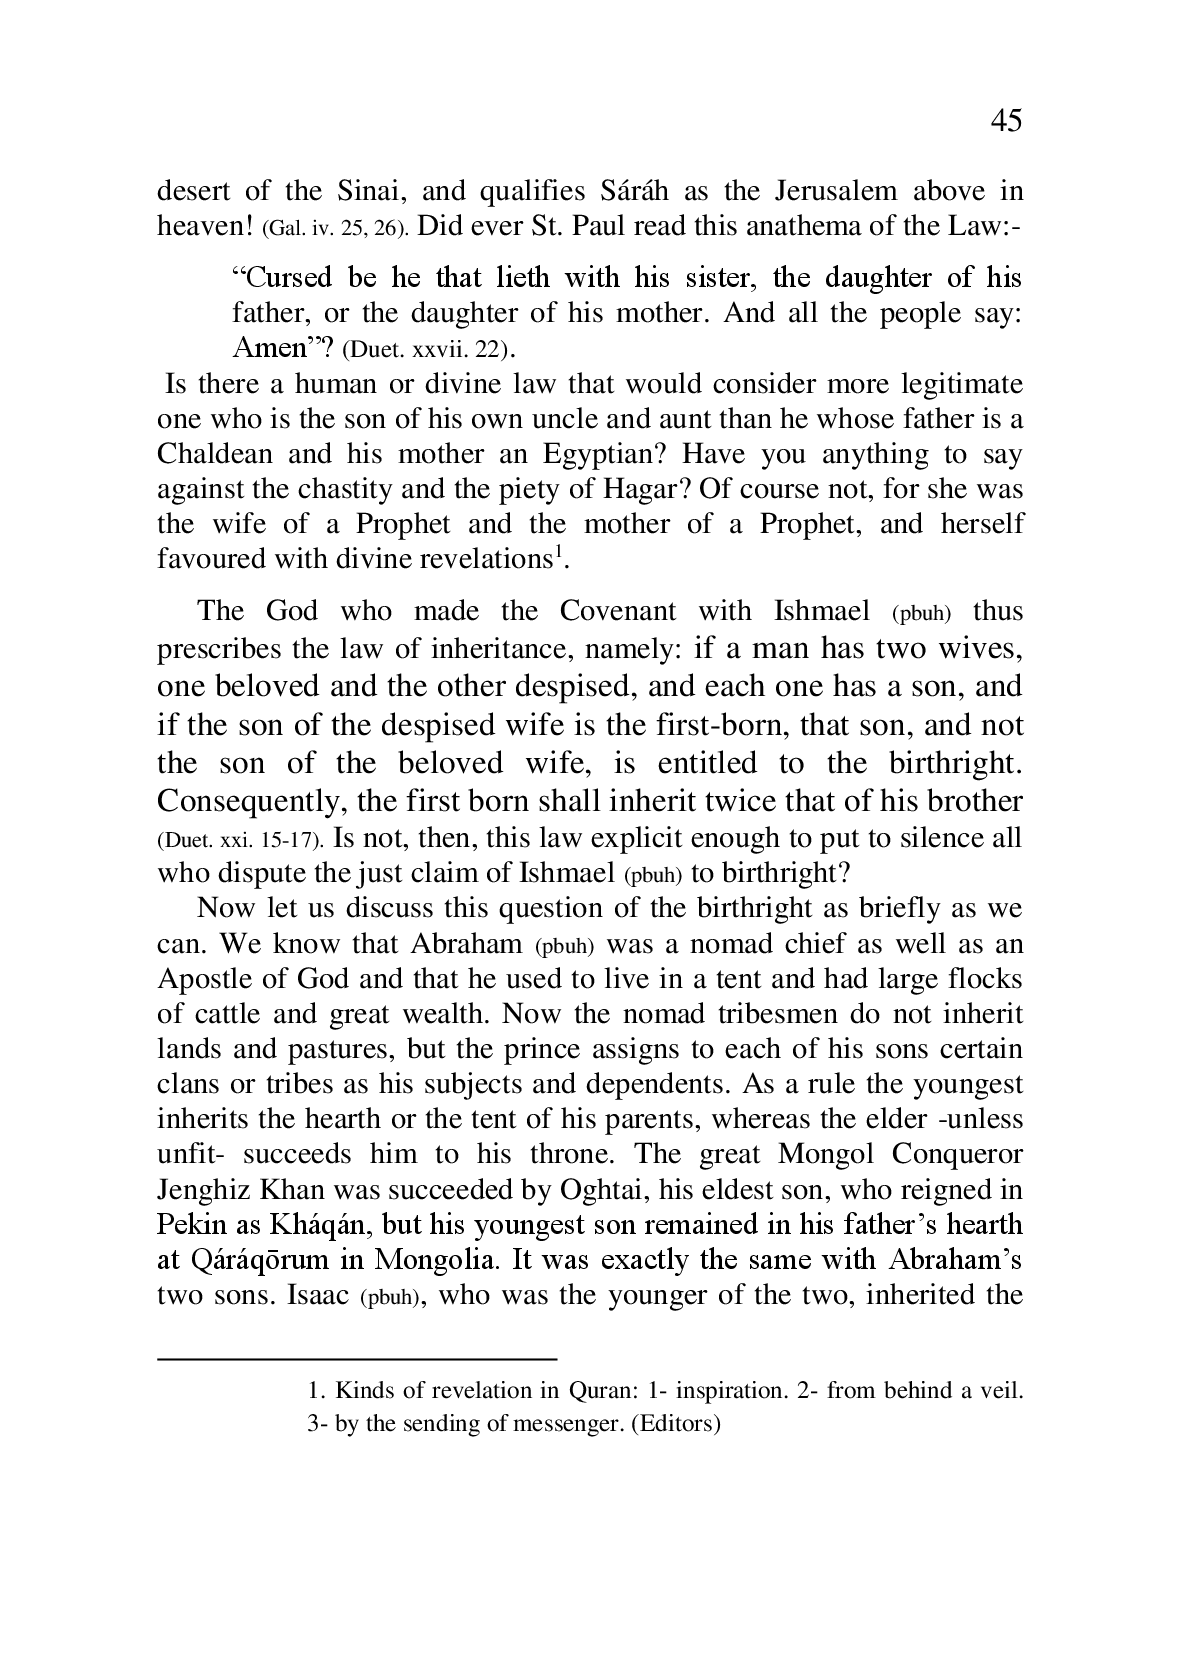 45
desert of the Sinai, and qualifies Sáráh as the Jerusalem above in
heaven! (Gal. iv. 25, 26). Did ever St. Paul read this anathema of the Law:-
“Cursed be he that lieth with his sister, the daughter of his
father, or the daughter of his mother. And all the people say:
Amen”? (Duet. xxvii. 22).
Is there a human or divine law that would consider more legitimate
one who is the son of his own uncle and aunt than he whose father is a
Chaldean and his mother an Egyptian? Have you anything to say
against the chastity and the piety of Hagar? Of course not, for she was
the wife of a Prophet and the mother of a Prophet, and herself
favoured with divine revelations1.
The God who made the Covenant with Ishmael (pbuh) thus
prescribes the law of inheritance, namely: if a man has two wives,
one beloved and the other despised, and each one has a son, and
if the son of the despised wife is the first-born, that son, and not
the son of the beloved wife, is entitled to the birthright.
Consequently, the first born shall inherit twice that of his brother
(Duet. xxi. 15-17). Is not, then, this law explicit enough to put to silence all
who dispute the just claim of Ishmael (pbuh) to birthright?
Now let us discuss this question of the birthright as briefly as we
can. We know that Abraham (pbuh) was a nomad chief as well as an
Apostle of God and that he used to live in a tent and had large flocks
of cattle and great wealth. Now the nomad tribesmen do not inherit
lands and pastures, but the prince assigns to each of his sons certain
clans or tribes as his subjects and dependents. As a rule the youngest
inherits the hearth or the tent of his parents, whereas the elder -unless
unfit- succeeds him to his throne. The great Mongol Conqueror
Jenghiz Khan was succeeded by Oghtai, his eldest son, who reigned in
Pekin as Kháqán, but his youngest son remained in his father’s hearth
at Qáráqōrum in Mongolia. It was exactly the same with Abraham’s
two sons. Isaac (pbuh), who was the younger of the two, inherited the
1. Kinds of revelation in Quran: 1- inspiration. 2- from behind a veil.
3- by the sending of messenger. (Editors)